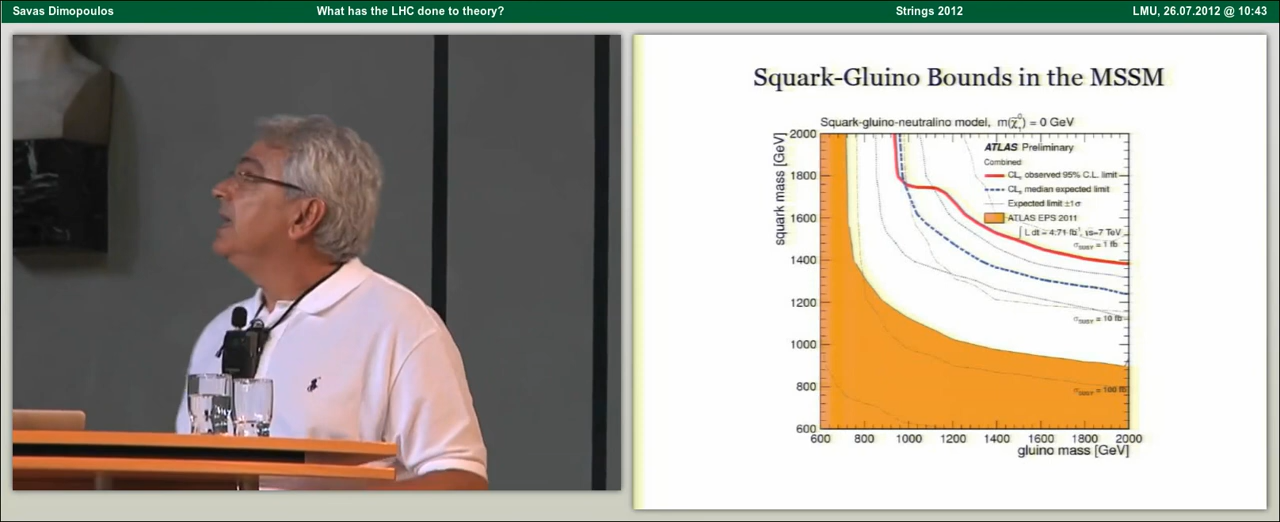 Savas Dimopoulos
What has the LHC done to theory?
Strings 2012
LMU, 26.07.2012 @ 10:43
Squark-Gluino Bounds in the MSSM
Squark-gluino-neutralino model, m(χ̃₁⁰) = 0 GeV
ATLAS Preliminary
Combined
CLs observed 95% C.L. limit
CLs median expected limit
Expected limit ±1σ
ATLAS EPS 2011
∫ L dt = 4.71 fb⁻¹, √s=7 TeV
σSUSY = 1 fb
σSUSY = 10 fb
σSUSY = 100 fb
squark mass [GeV]
2000
1800
1600
1400
1200
1000
800
600
600 800 1000 1200 1400 1600 1800 2000
gluino mass [GeV]